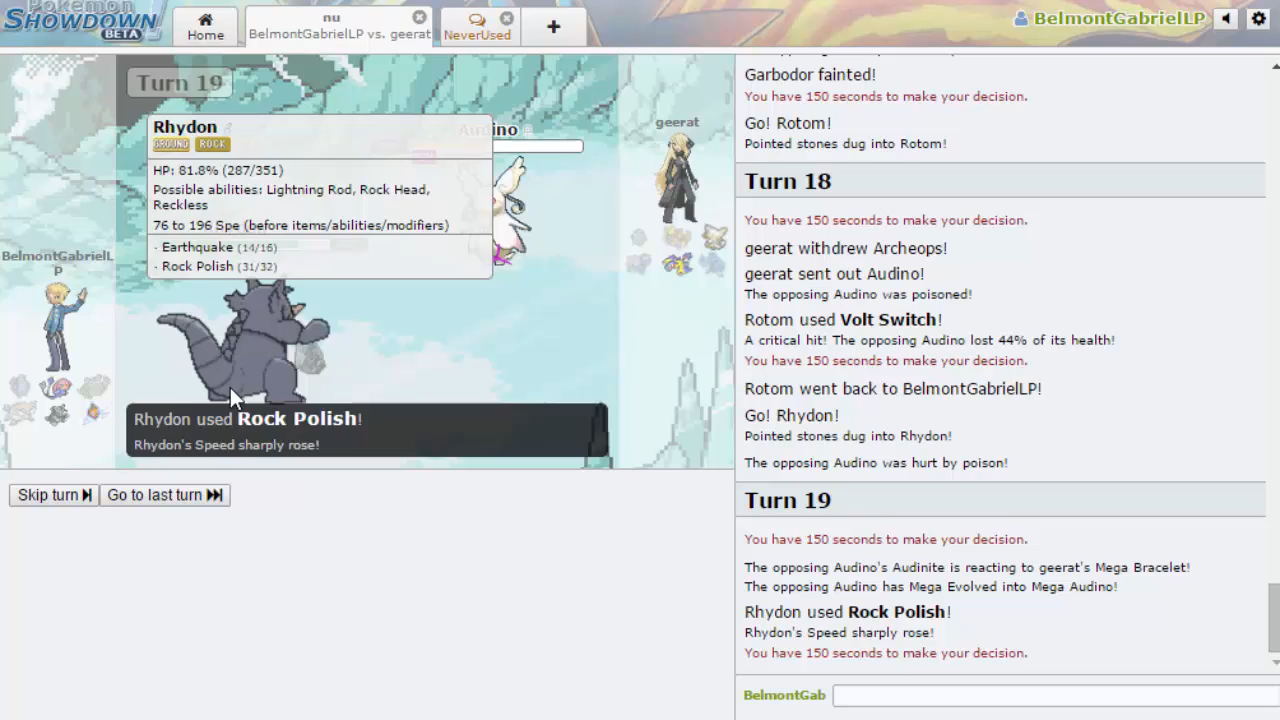 Pokémon
SHOWDOWN
BETA
Home
nu
BelmontGabrielLP vs. geerat
NeverUsed
BelmontGabrielLP
Turn 19
Rhydon
GROUND ROCK
HP: 81.8% (287/351)
Possible abilities: Lightning Rod, Rock Head,
Reckless
76 to 196 Spe (before items/abilities/modifiers)
· Earthquake (14/16)
· Rock Polish (31/32)
Audino
geerat
BelmontGabrielL
p
Rhydon used Rock Polish!
Rhydon's Speed sharply rose!
Skip turn
Go to last turn
Garbodor fainted!
You have 150 seconds to make your decision.
Go! Rotom!
Pointed stones dug into Rotom!
Turn 18
You have 150 seconds to make your decision.
geerat withdrew Archeops!
geerat sent out Audino!
The opposing Audino was poisoned!
Rotom used Volt Switch!
A critical hit! The opposing Audino lost 44% of its health!
You have 150 seconds to make your decision.
Rotom went back to BelmontGabrielLP!
Go! Rhydon!
Pointed stones dug into Rhydon!
The opposing Audino was hurt by poison!
Turn 19
You have 150 seconds to make your decision.
The opposing Audino's Audinite is reacting to geerat's Mega Bracelet!
The opposing Audino has Mega Evolved into Mega Audino!
Rhydon used Rock Polish!
Rhydon's Speed sharply rose!
You have 150 seconds to make your decision.
BelmontGab